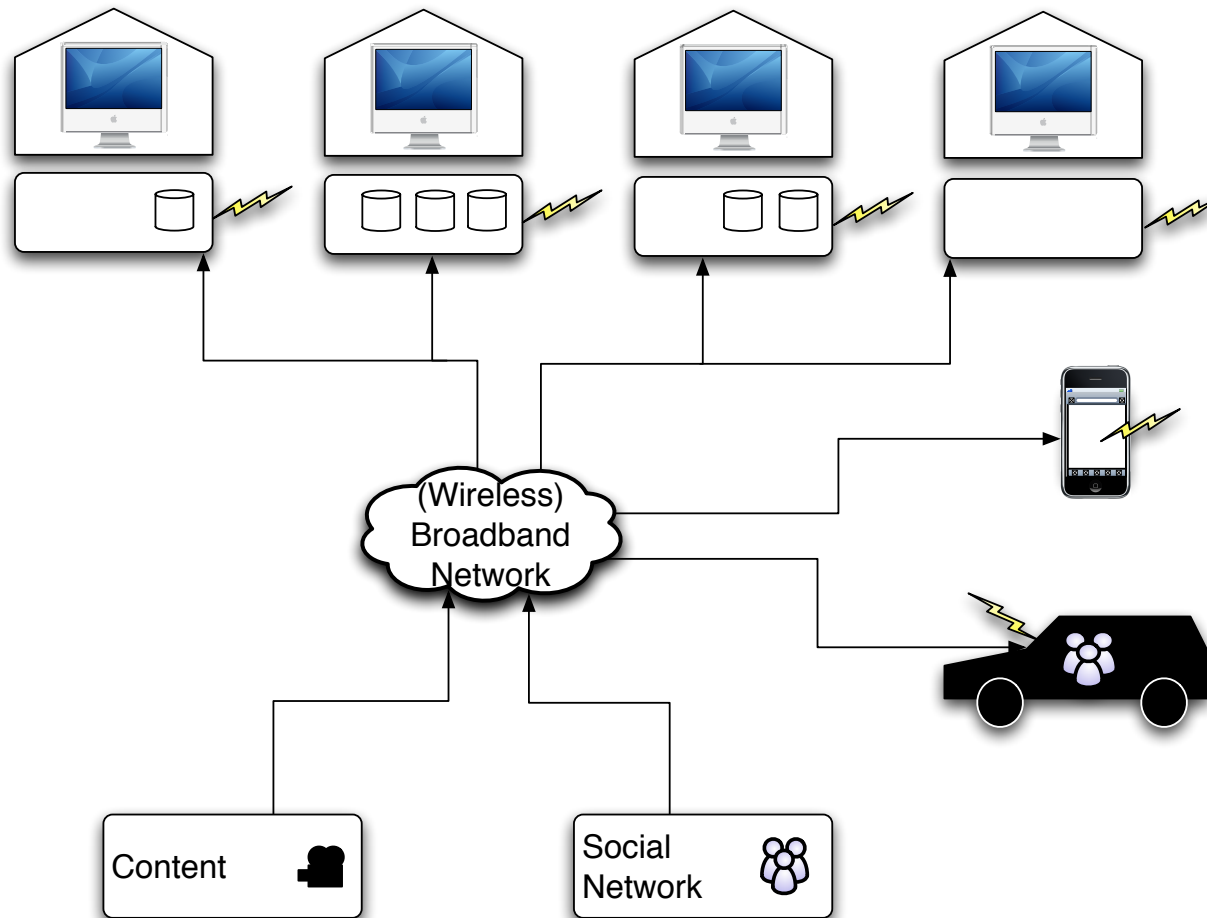 (Wireless)
Broadband
Network
Content
Social
Network